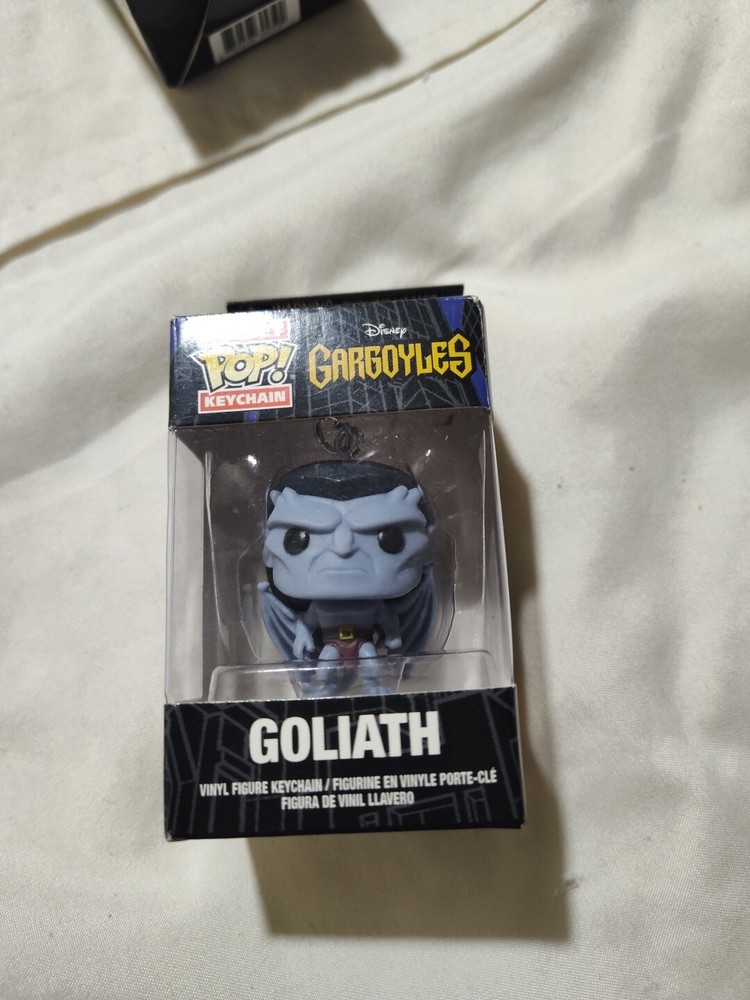 POP!
KEYCHAIN
Disney
GARGOYLES
GOLIATH
VINYL FIGURE KEYCHAIN / FIGURINE EN VINYLE PORTE-CLÉ
FIGURA DE VINIL LLAVERO